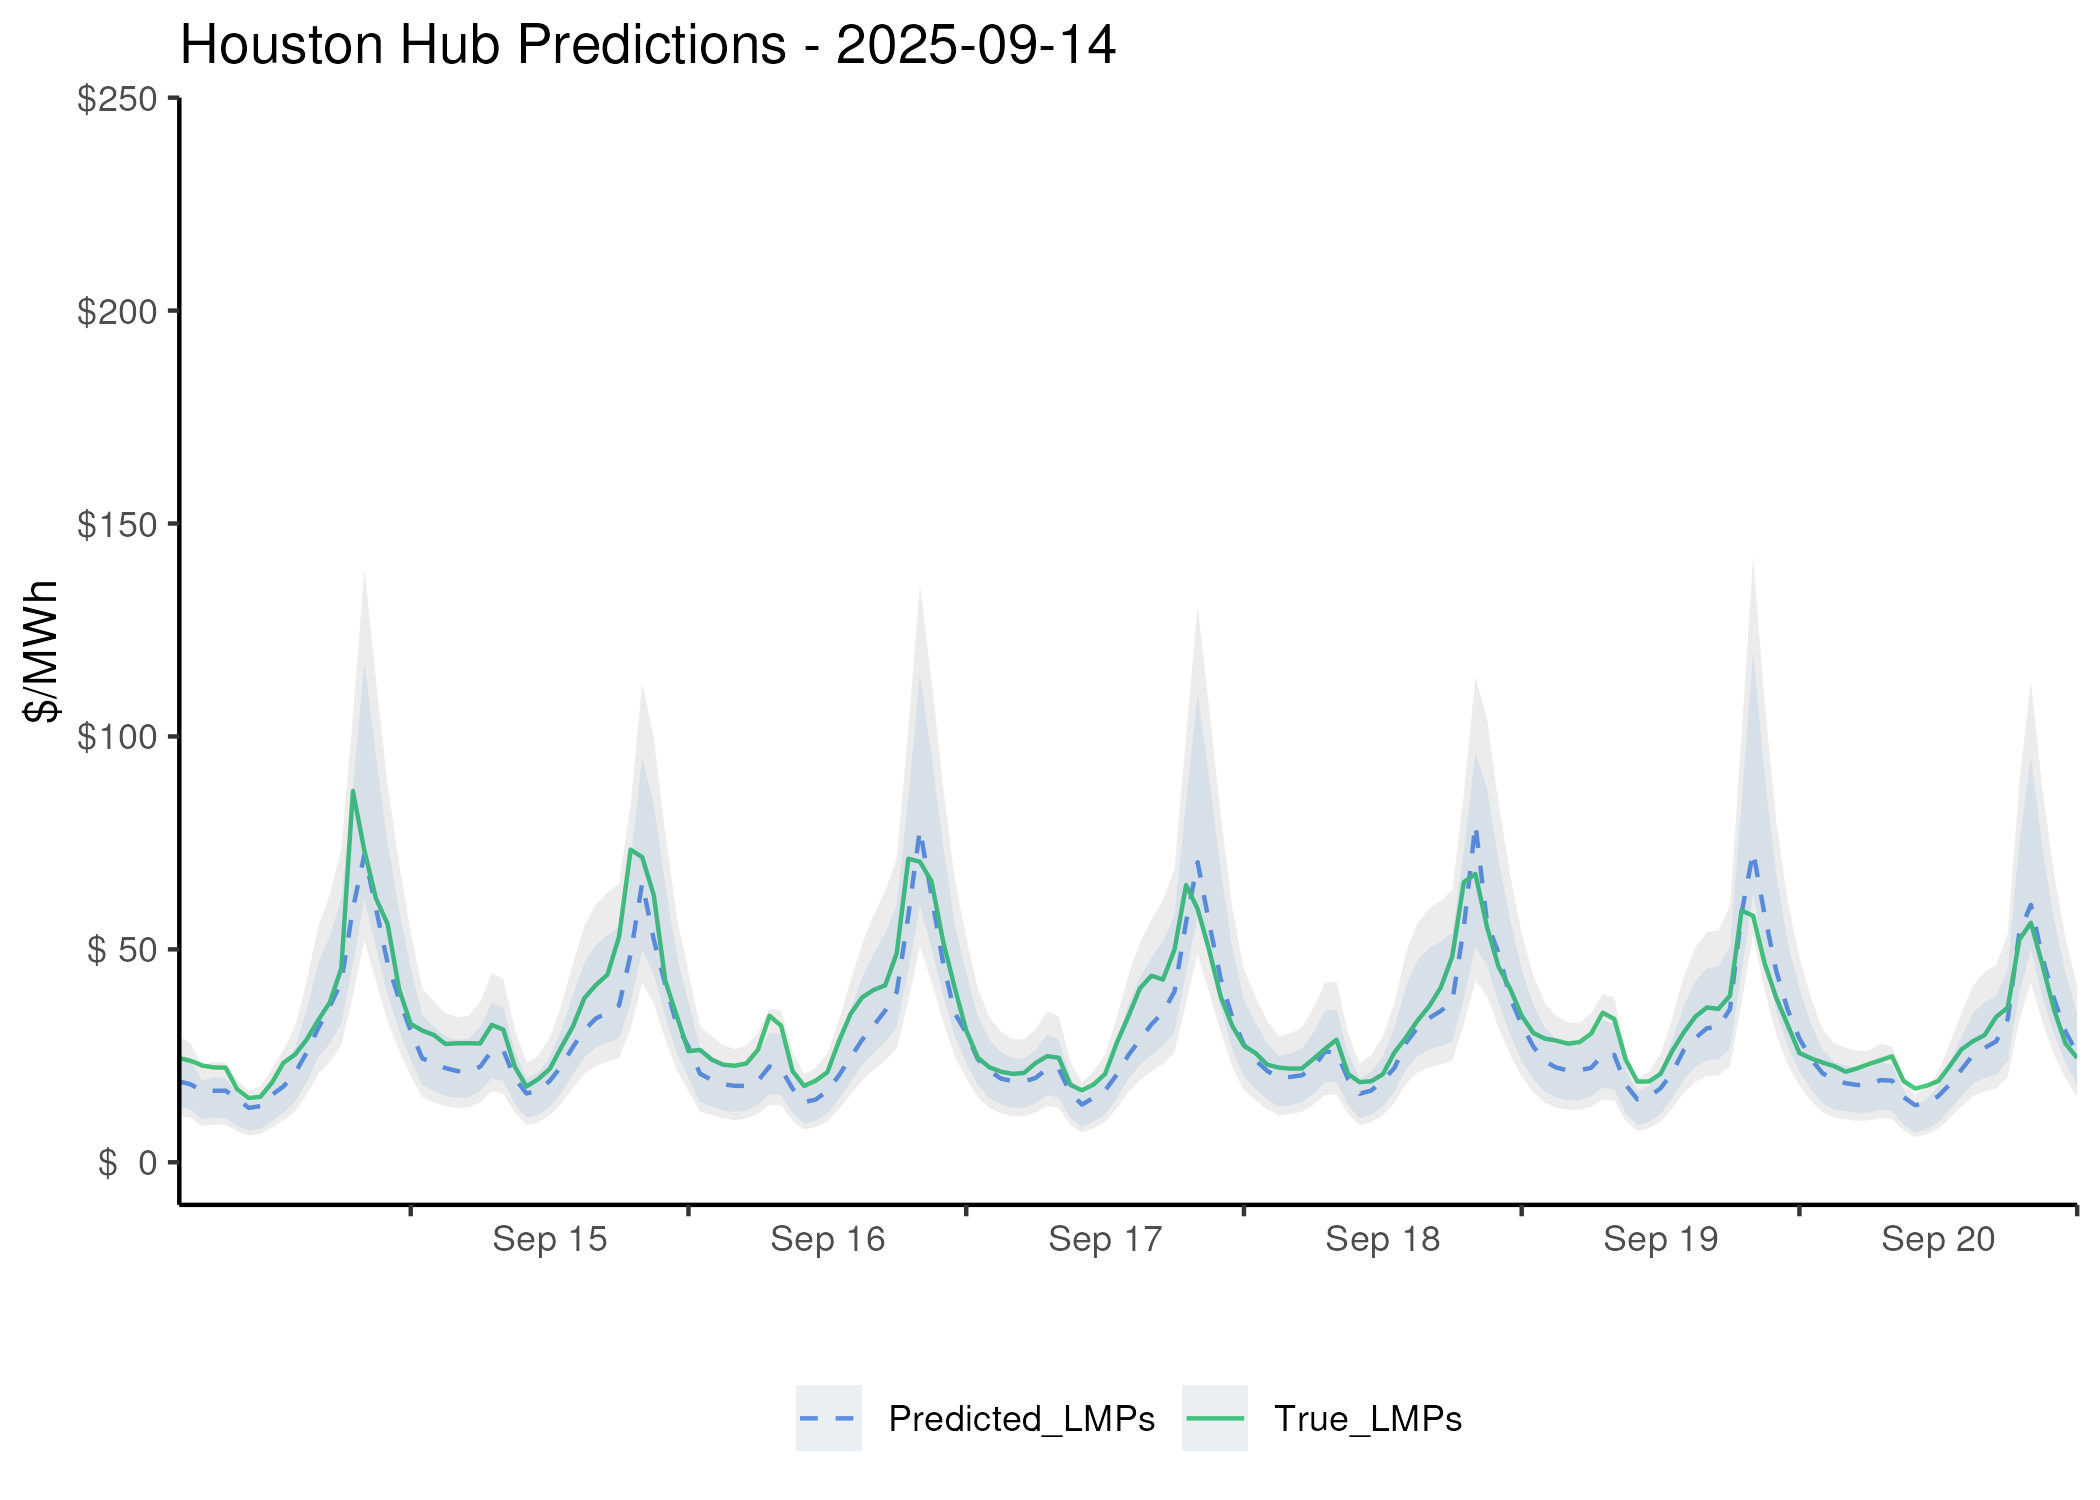 Houston Hub Predictions - 2025-09-14
$250
$200
$150
$100
$ 50
$  0
$/MWh
Sep 15 Sep 16 Sep 17 Sep 18 Sep 19 Sep 20
Predicted_LMPs True_LMPs